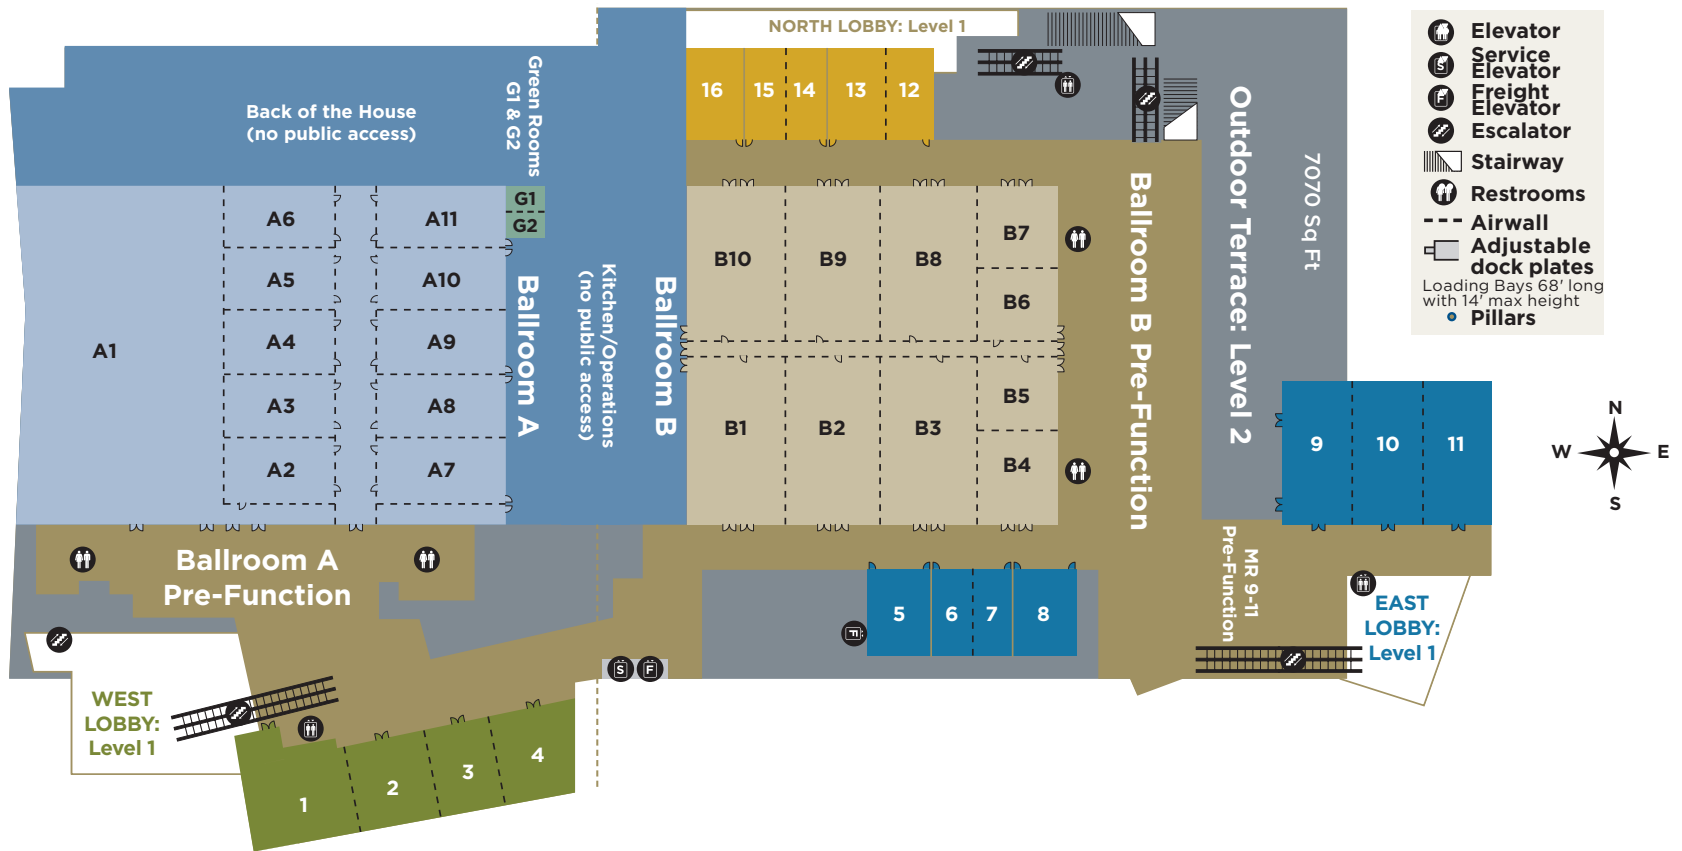 NORTH LOBBY: Level 1
Back of the House
(no public access)
Green Rooms
G1 & G2
16
15
14
13
12
A1
A6
A5
A4
A3
A2
A11
A10
A9
A8
A7
G1
G2
Ballroom A
Kitchen/Operations
(no public access)
Ballroom B
B10
B9
B8
B7
B6
B1
B2
B3
B5
B4
Ballroom B Pre-Function
Outdoor Terrace: Level 2
7070 Sq Ft
9
10
11
MR 9-11
Pre-Function
Ballroom A
Pre-Function
5
6
7
8
F
S
F
EAST
LOBBY:
Level 1
WEST
LOBBY:
Level 1
1
2
3
4
Elevator
S
Service
Elevator
F
Freight
Elevator
Escalator
Stairway
Restrooms
Airwall
Adjustable
dock plates
Loading Bays 68' long
with 14' max height
Pillars
N
W
E
S